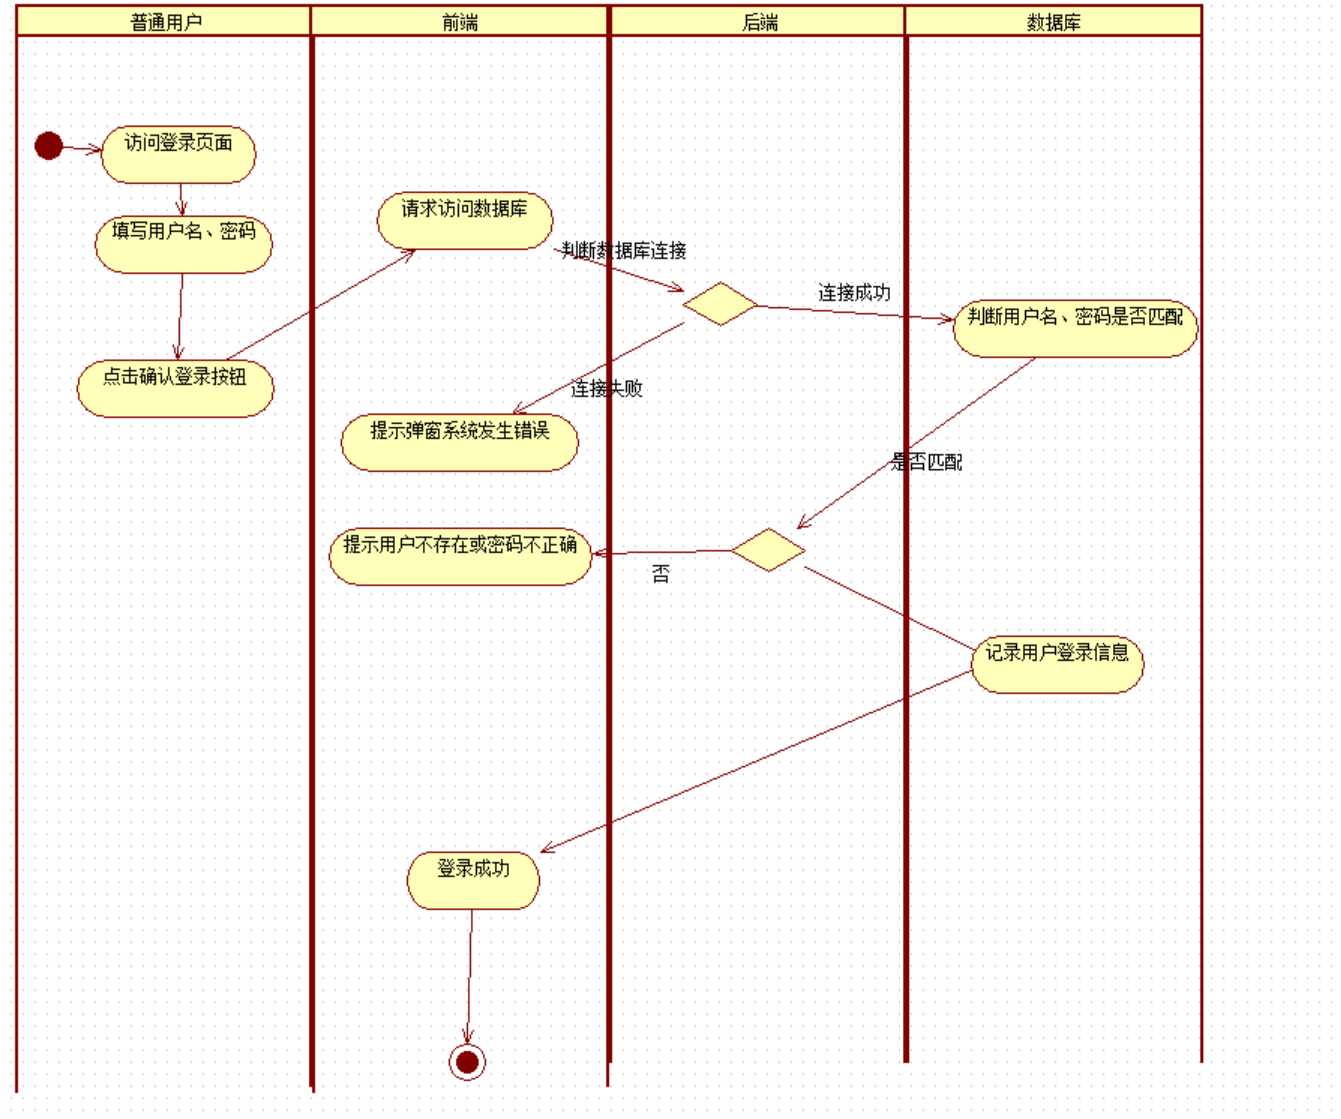 普通用户
前端
后端
数据库
访问登录页面
请求访问数据库
填写用户名、密码
判断数据库连接
连接成功
判断用户名、密码是否匹配
点击确认登录按钮
连接失败
提示弹窗系统发生错误
是否匹配
提示用户不存在或密码不正确
否
记录用户登录信息
登录成功